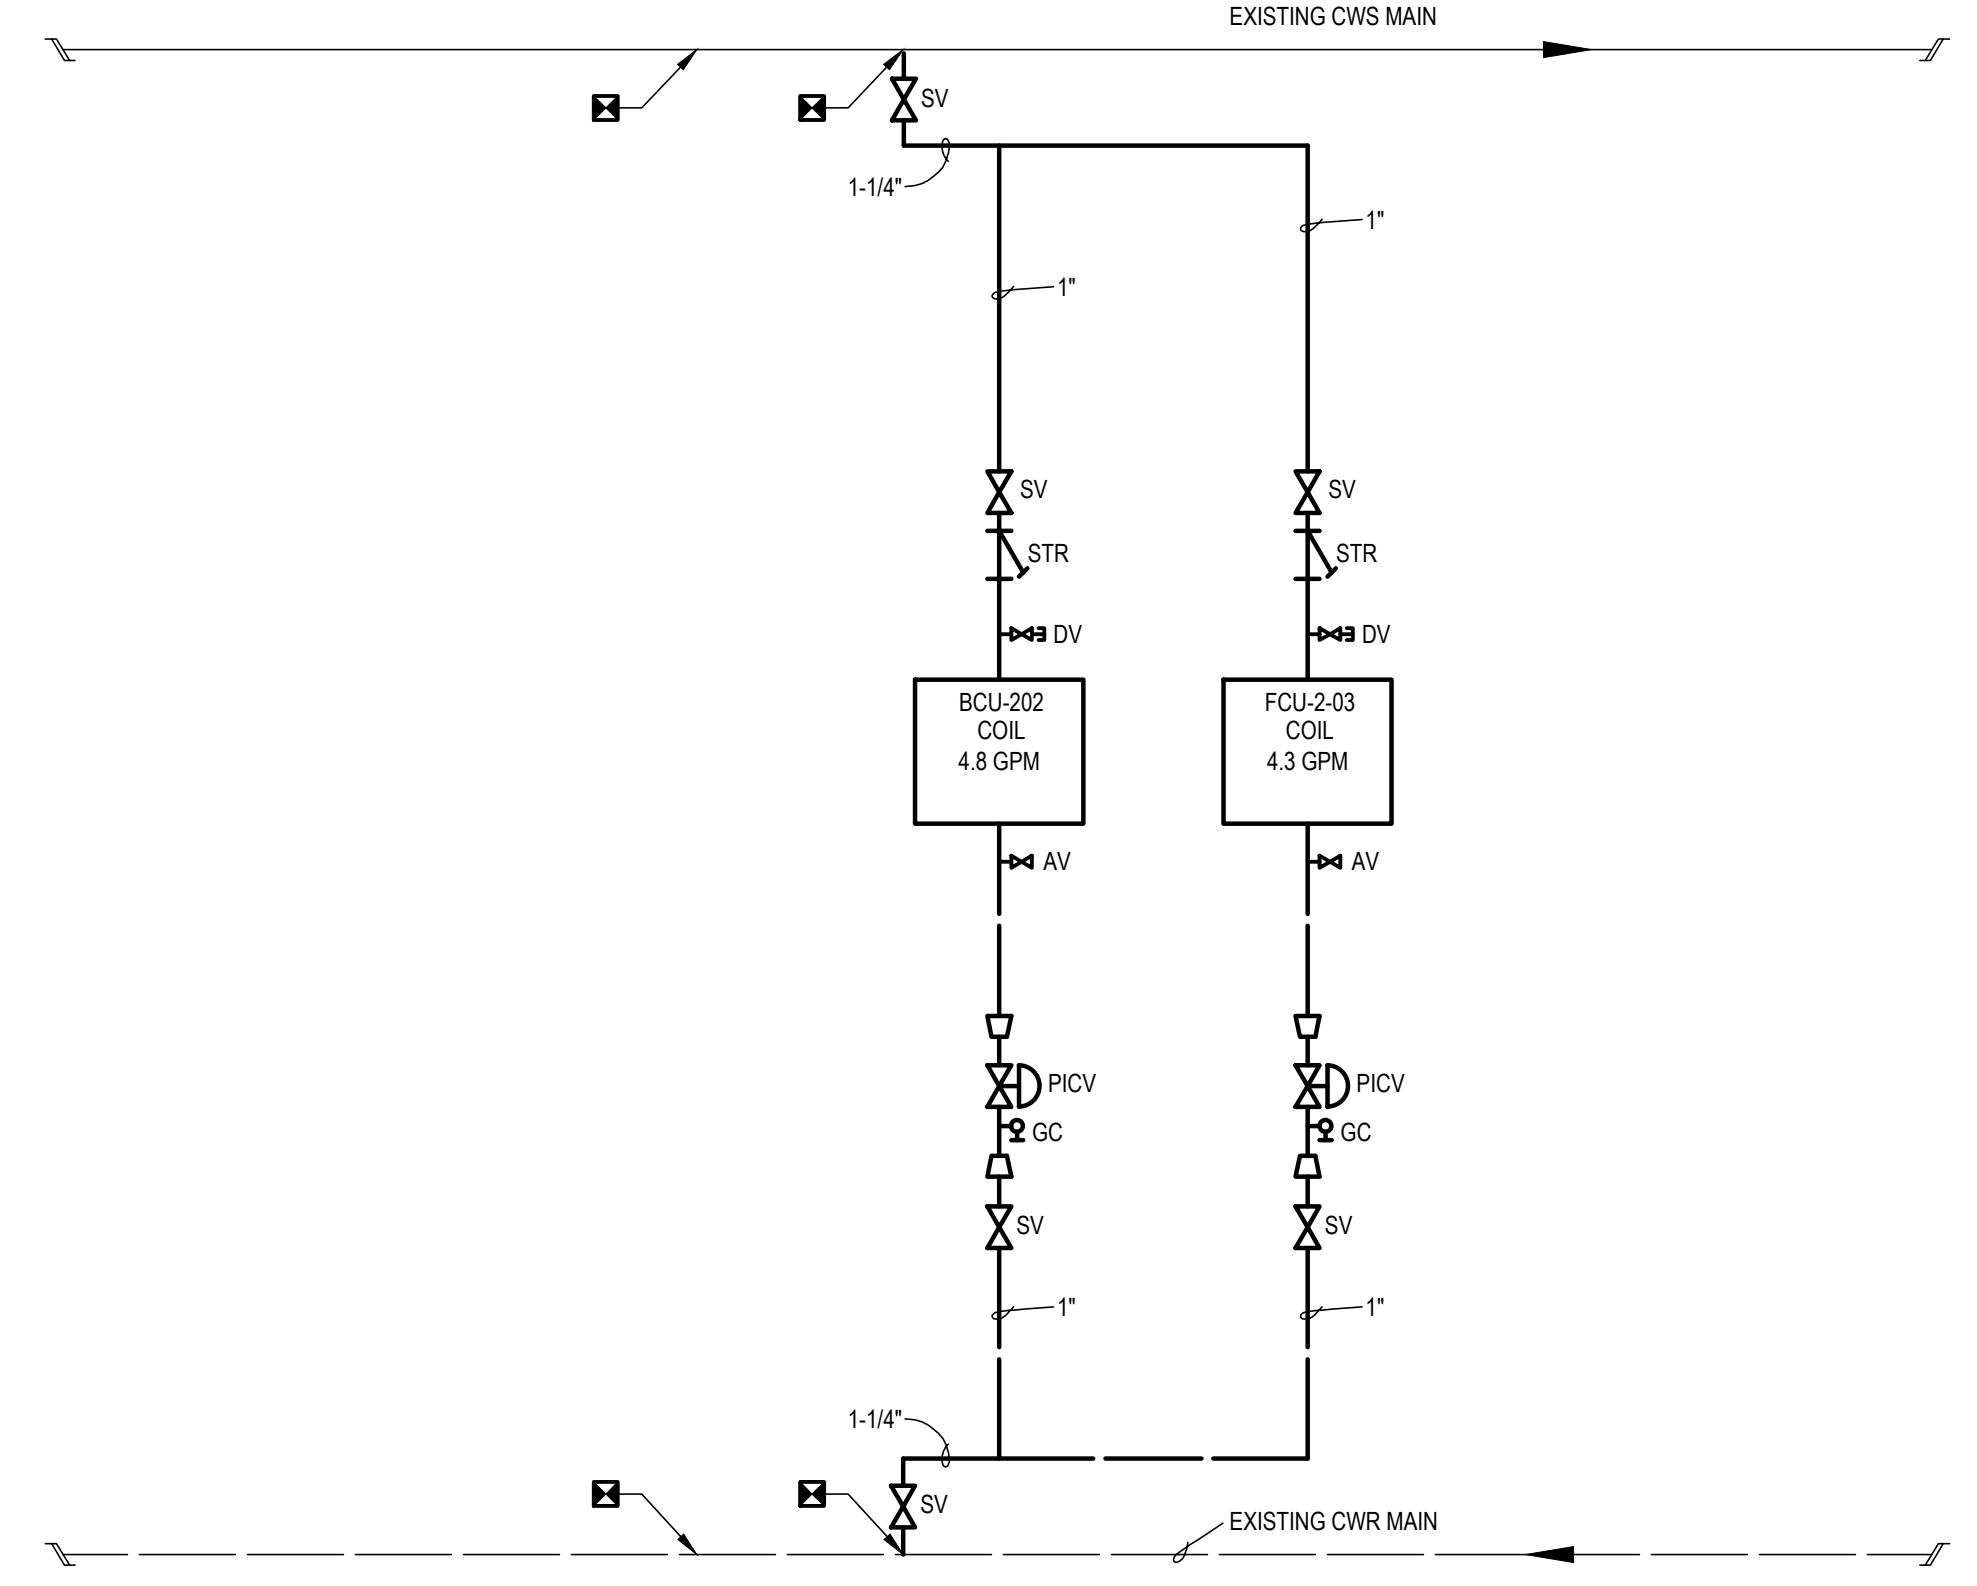 EXISTING CWS MAIN
SV
1-1/4"
1"
1"
SV
SV
STR
STR
DV
DV
BCU-202
COIL
4.8 GPM
FCU-2-03
COIL
4.3 GPM
AV
AV
PICV
PICV
GC
GC
SV
SV
1"
1"
1-1/4"
SV
EXISTING CWR MAIN